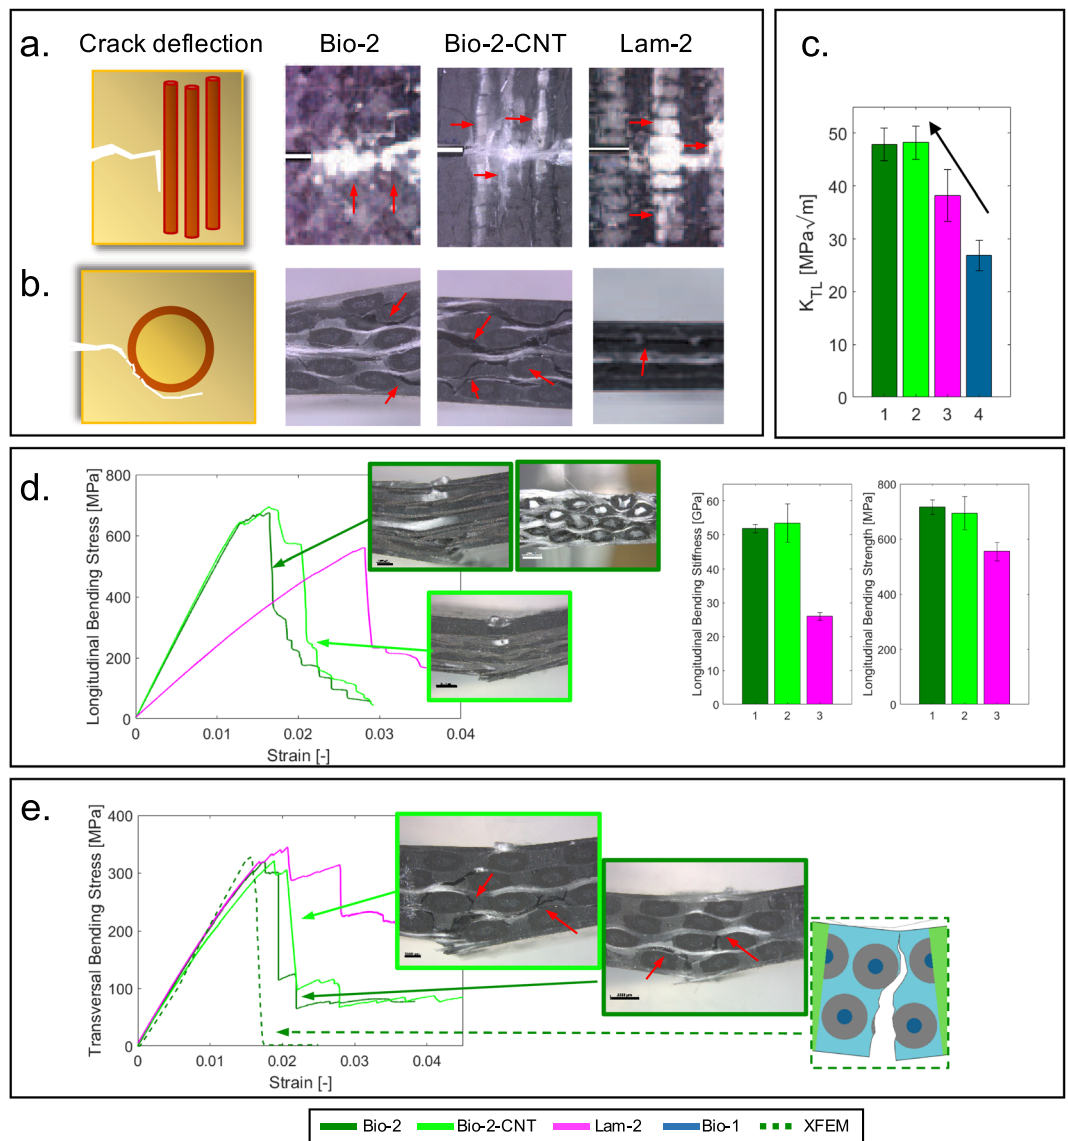 a.
Crack deflection
Bio-2
Bio-2-CNT
Lam-2
b.
c.
K_TL [MPa√m]
50
40
30
20
10
0
1 2 3 4
d.
Longitudinal Bending Stress [MPa]
800
600
400
200
0
0 0.01 0.02 0.03 0.04
Strain [-]
Longitudinal Bending Stiffness [GPa]
60
50
40
30
20
10
0
1 2 3
Longitudinal Bending Strength [MPa]
800
600
400
200
0
1 2 3
e.
Transversal Bending Stress [MPa]
400
300
200
100
0
0 0.01 0.02 0.03 0.04
Strain [-]
Bio-2 Bio-2-CNT Lam-2 Bio-1 XFEM